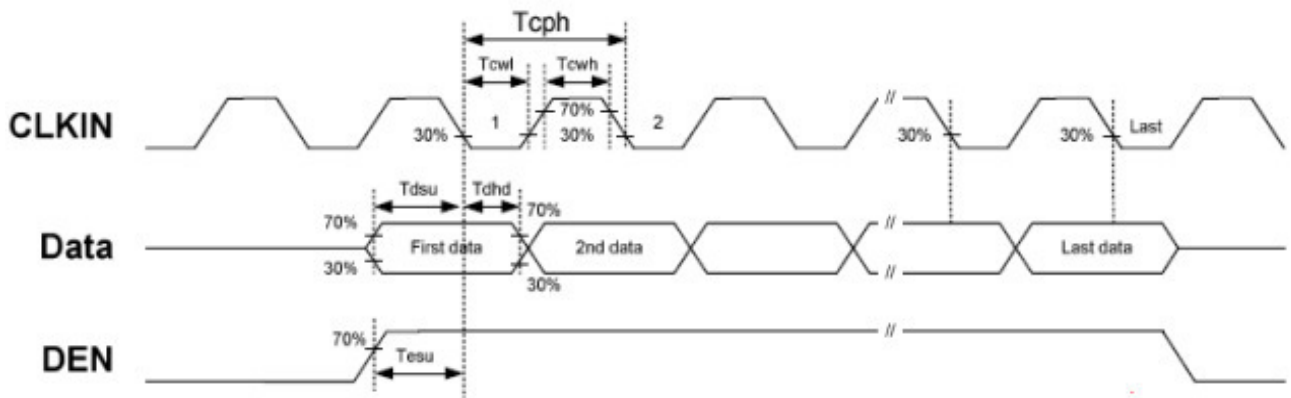 Tcph
Tcwl Tcwh
CLKIN 30% 1 70% 30% 2 // 30% 30% Last
Tdsu Tdhd
70% 70%
Data First data 2nd data // // Last data
30% 30%
DEN 70% Tesu //